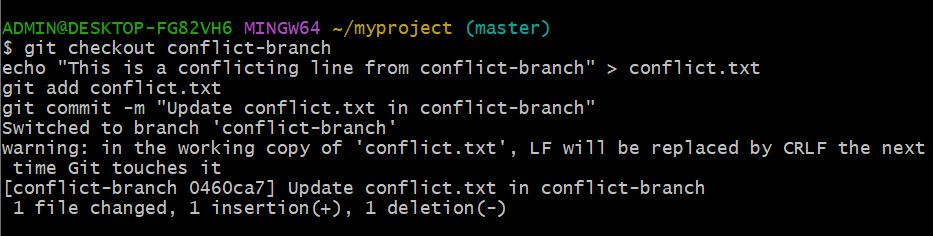 ADMIN@DESKTOP-FG82VH6 MINGW64 ~/myproject (master)
$ git checkout conflict-branch
echo "This is a conflicting line from conflict-branch" > conflict.txt
git add conflict.txt
git commit -m "Update conflict.txt in conflict-branch"
Switched to branch 'conflict-branch'
warning: in the working copy of 'conflict.txt', LF will be replaced by CRLF the next
 time Git touches it
[conflict-branch 0460ca7] Update conflict.txt in conflict-branch
 1 file changed, 1 insertion(+), 1 deletion(-)